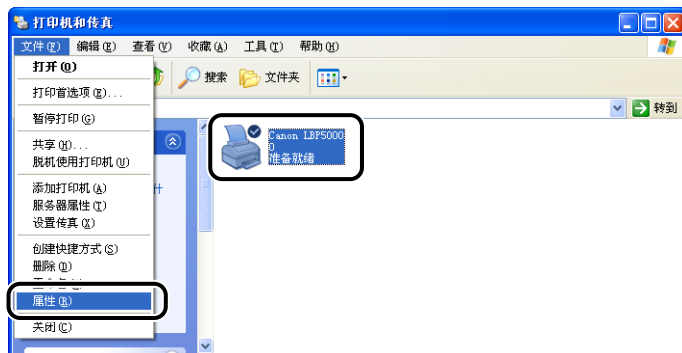 打印机和传真
文件(F) 编辑(E) 查看(V) 收藏(A) 工具(T) 帮助(H)
打开(O)
搜索 文件夹
打印首选项(E)...
转到
暂停打印(G)
共享(H)...
脱机使用打印机(U)
Canon LBP5000
0
准备就绪
添加打印机(A)
什
服务器属性(T)
设置传真(X)
创建快捷方式(S)
删除(D)
属性(R)
关闭(C)